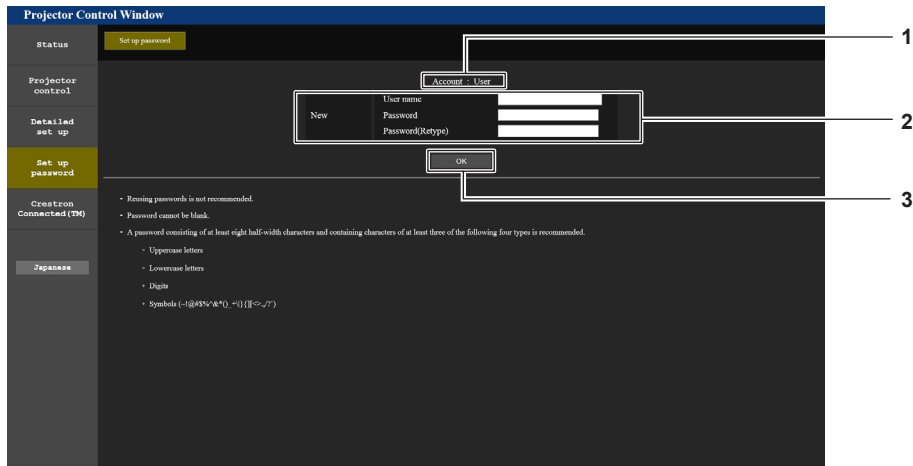 Projector Control Window
Status
Set up password
1
Projector
control
Account : User
User name
New
Password
2
Password(Retype)
Detailed
set up
OK
Set up
password
3
Crestron
Connected(TM)
Japanese
• Reusing passwords is not recommended.
• Password cannot be blank.
• A password consisting of at least eight half-width characters and containing characters of at least three of the following four types is recommended.
• Uppercase letters
• Lowercase letters
• Digits
• Symbols (~!@#$%^&*()_+\|}{][<>.,/?`)